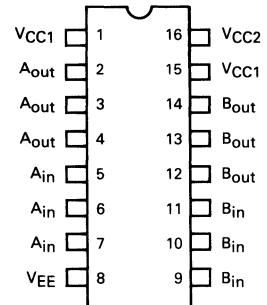 VCC1 1 16 VCC2
Aout 2 15 VCC1
Aout 3 14 Bout
Aout 4 13 Bout
Ain 5 12 Bout
Ain 6 11 Bin
Ain 7 10 Bin
VEE 8 9 Bin